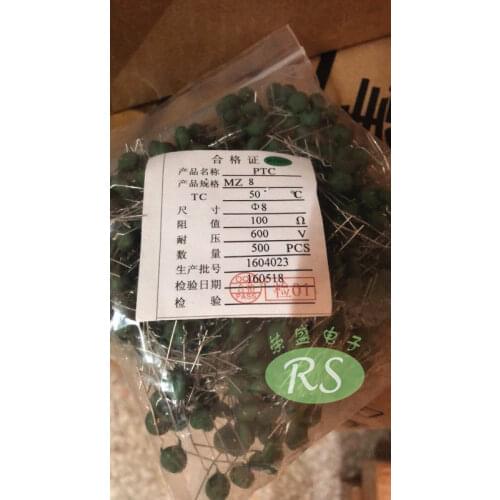 合格证
产品名称 PTC
产品规格 MZ 8
TC 50 ℃
尺寸 Φ8
阻值 100 Ω
耐压 600 V
数量 500 PCS
生产批号 1604023
检验日期 160518
检验 检01
荣盛电子
RS